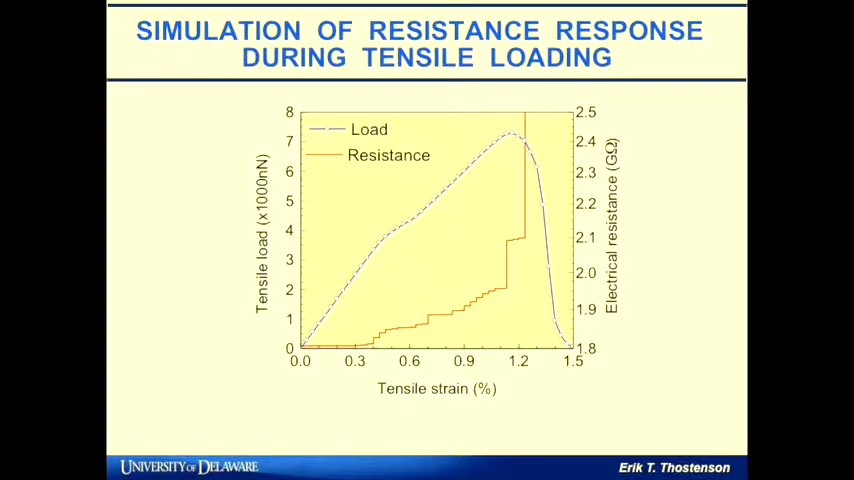 SIMULATION OF RESISTANCE RESPONSE
DURING TENSILE LOADING
8
7
6
5
4
3
2
1
0
Tensile load (x1000nN)
Load
Resistance
2.5
2.4
2.3
2.2
2.1
2.0
1.9
1.8
Electrical resistance (GΩ)
0.0 0.3 0.6 0.9 1.2 1.5
Tensile strain (%)
UNIVERSITY OF DELAWARE
Erik T. Thostenson